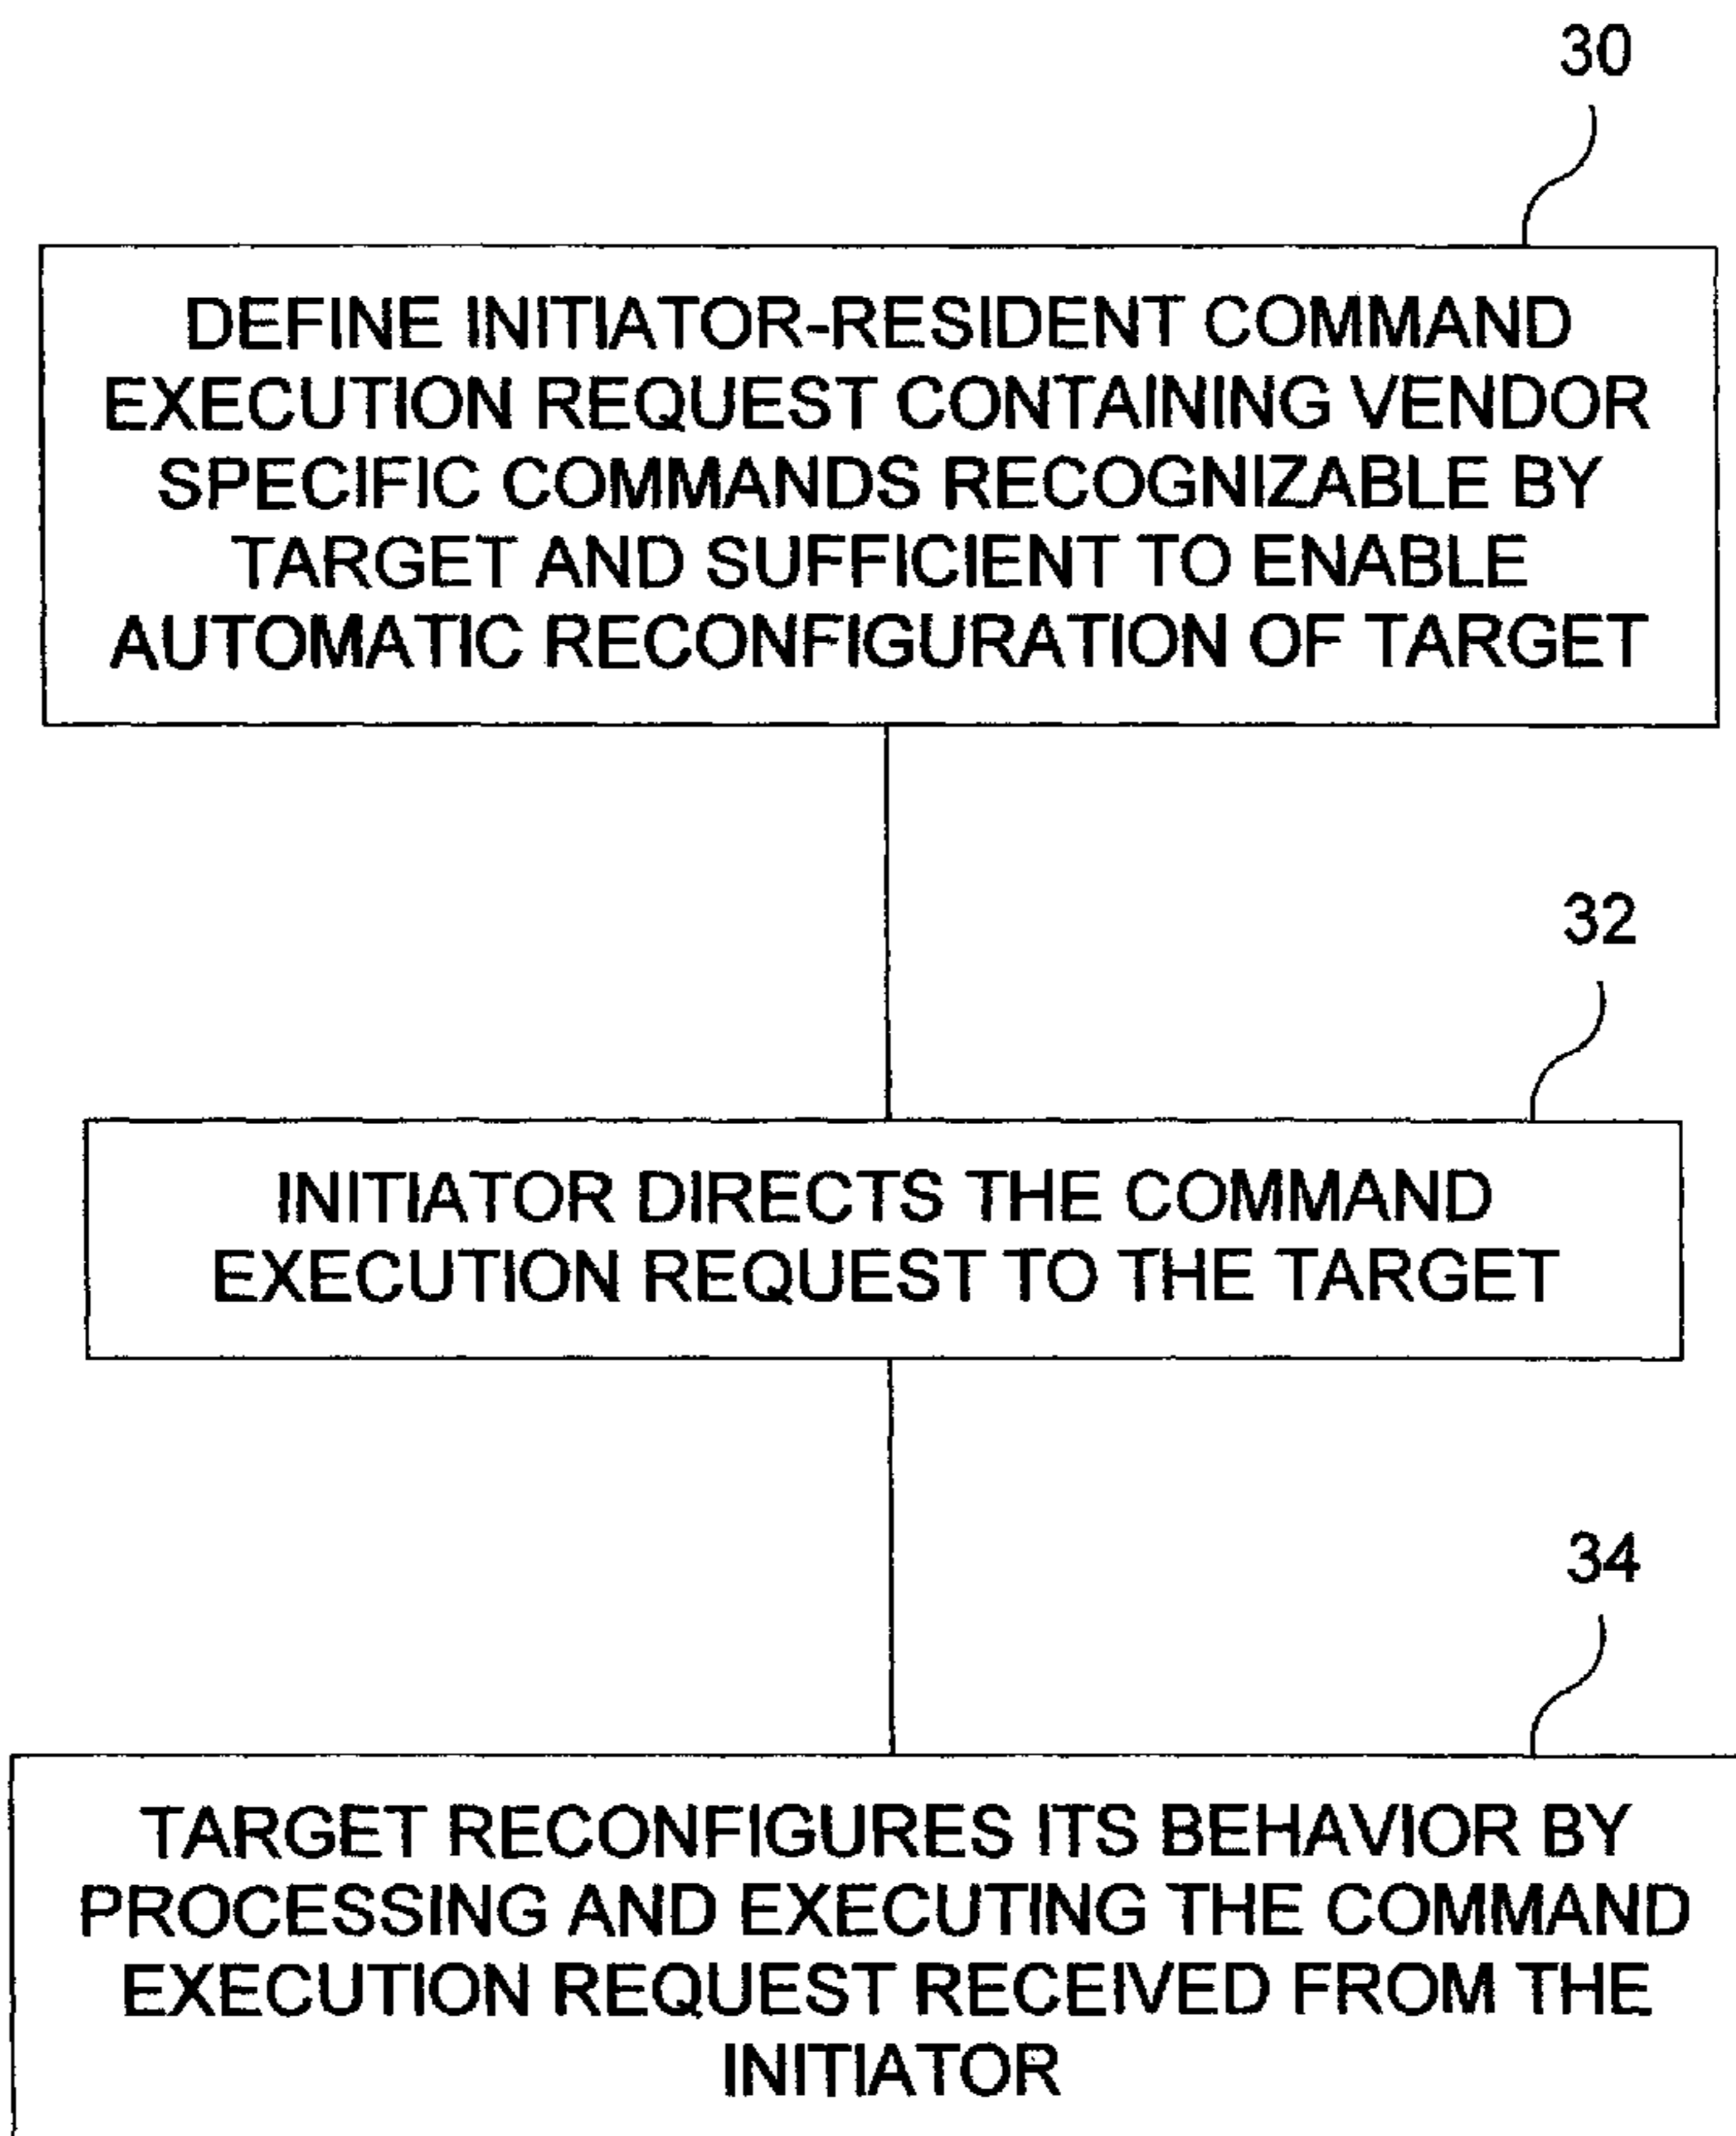 30
DEFINE INITIATOR-RESIDENT COMMAND
EXECUTION REQUEST CONTAINING VENDOR
SPECIFIC COMMANDS RECOGNIZABLE BY
TARGET AND SUFFICIENT TO ENABLE
AUTOMATIC RECONFIGURATION OF TARGET
32
INITIATOR DIRECTS THE COMMAND
EXECUTION REQUEST TO THE TARGET
34
TARGET RECONFIGURES ITS BEHAVIOR BY
PROCESSING AND EXECUTING THE COMMAND
EXECUTION REQUEST RECEIVED FROM THE
INITIATOR